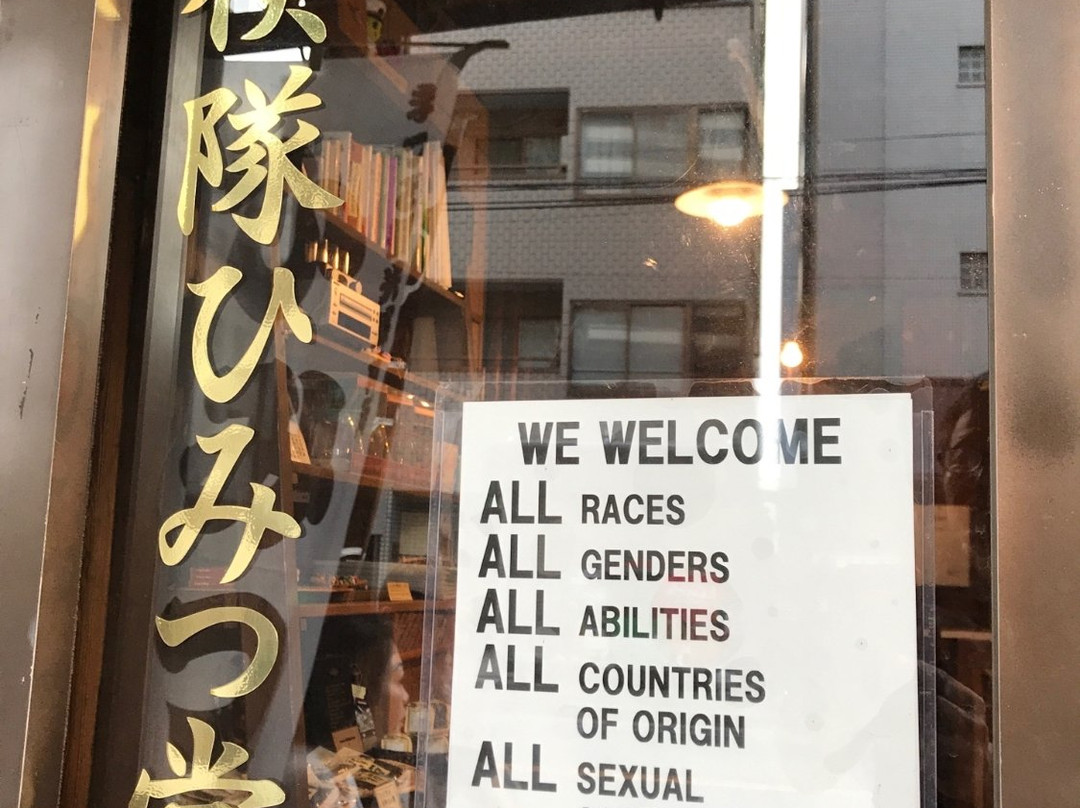 隊ひみつ
WE WELCOME
ALL RACES
ALL GENDERS
ALL ABILITIES
ALL COUNTRIES
OF ORIGIN
ALL SEXUAL